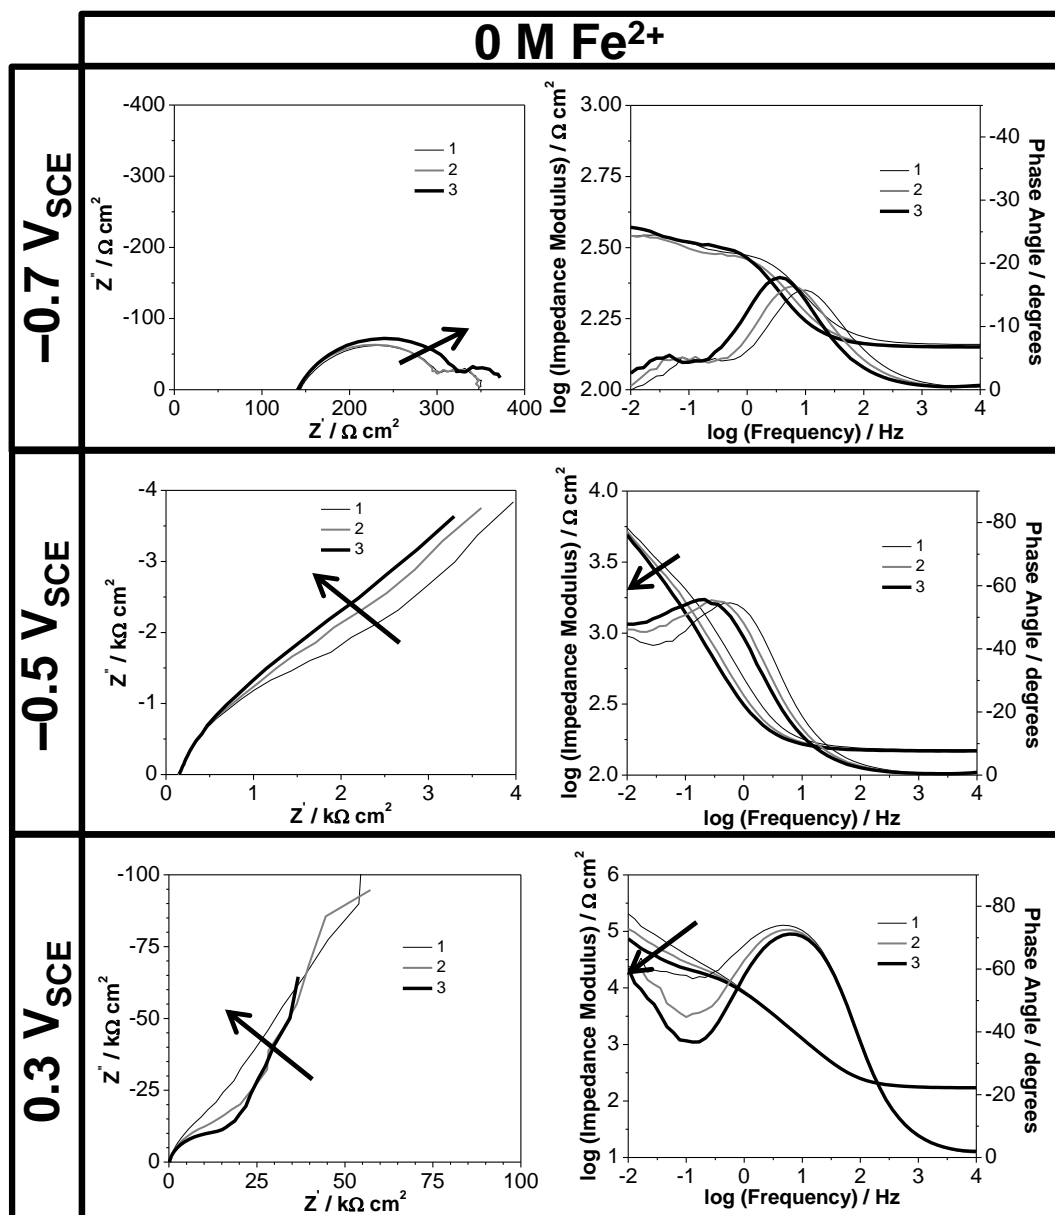 0 M Fe2+
–0.7 VSCE
-400
-300
-200
-100
0
0 100 200 300 400
Z'' / Ω cm2
Z' / Ω cm2
1
2
3
3.00
2.75
2.50
2.25
2.00
-2 -1 0 1 2 3 4
-40
-30
-20
-10
0
log (Impedance Modulus) / Ω cm2
Phase Angle / degrees
log (Frequency) / Hz
1
2
3
–0.5 VSCE
-4
-3
-2
-1
0
0 1 2 3 4
Z'' / kΩ cm2
Z' / kΩ cm2
1
2
3
4.0
3.5
3.0
2.5
2.0
-2 -1 0 1 2 3 4
-80
-60
-40
-20
0
log (Impedance Modulus) / Ω cm2
Phase Angle / degrees
log (Frequency) / Hz
1
2
3
0.3 VSCE
-100
-75
-50
-25
0
0 25 50 75 100
Z'' / kΩ cm2
Z' / kΩ cm2
1
2
3
6
5
4
3
2
1
-2 -1 0 1 2 3 4
-80
-60
-40
-20
0
log (Impedance Modulus) / Ω cm2
Phase Angle / degrees
log (Frequency) / Hz
1
2
3